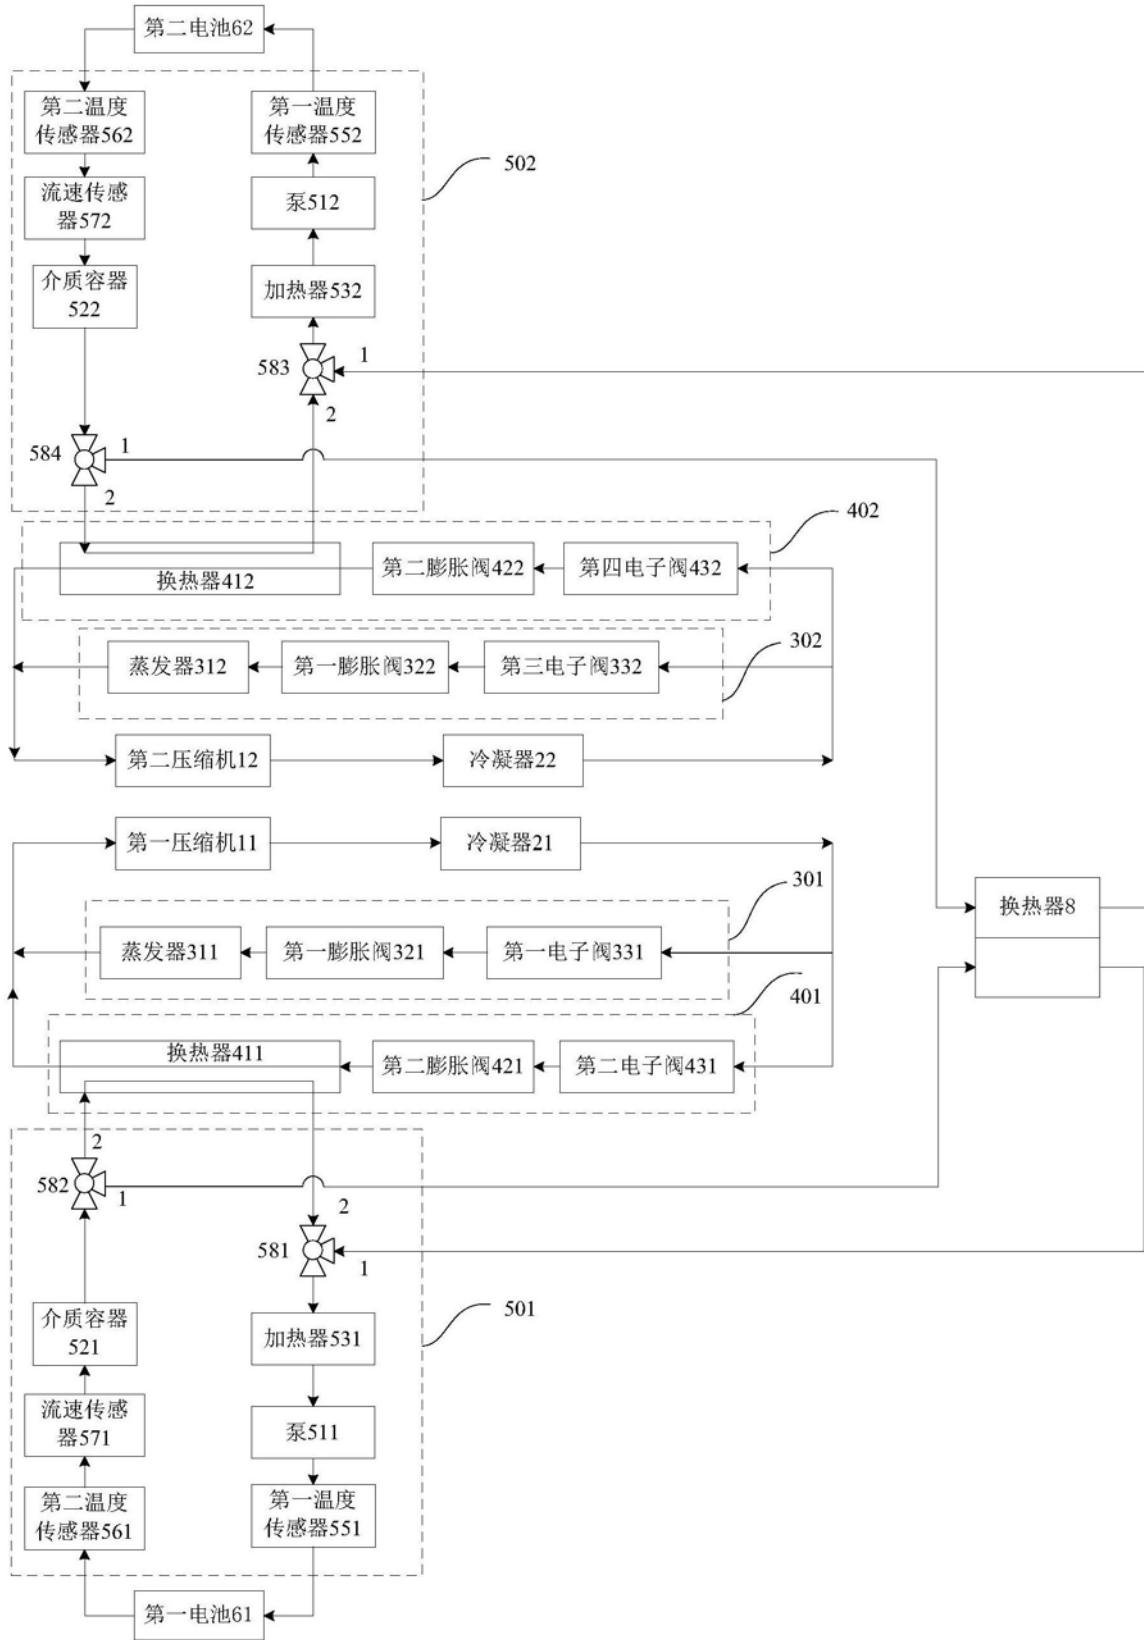 第二电池62
第二温度
传感器562
第一温度
传感器552
502
流速传感
器572
泵512
介质容器
522
加热器532
583
1
2
584
1
2
402
换热器412
第二膨胀阀422
第四电子阀432
302
蒸发器312
第一膨胀阀322
第三电子阀332
第二压缩机12
冷凝器22
第一压缩机11
冷凝器21
301
换热器8
蒸发器311
第一膨胀阀321
第一电子阀331
401
换热器411
第二膨胀阀421
第二电子阀431
2
582
1
2
581
1
501
介质容器
521
加热器531
流速传感
器571
泵511
第二温度
传感器561
第一温度
传感器551
第一电池61